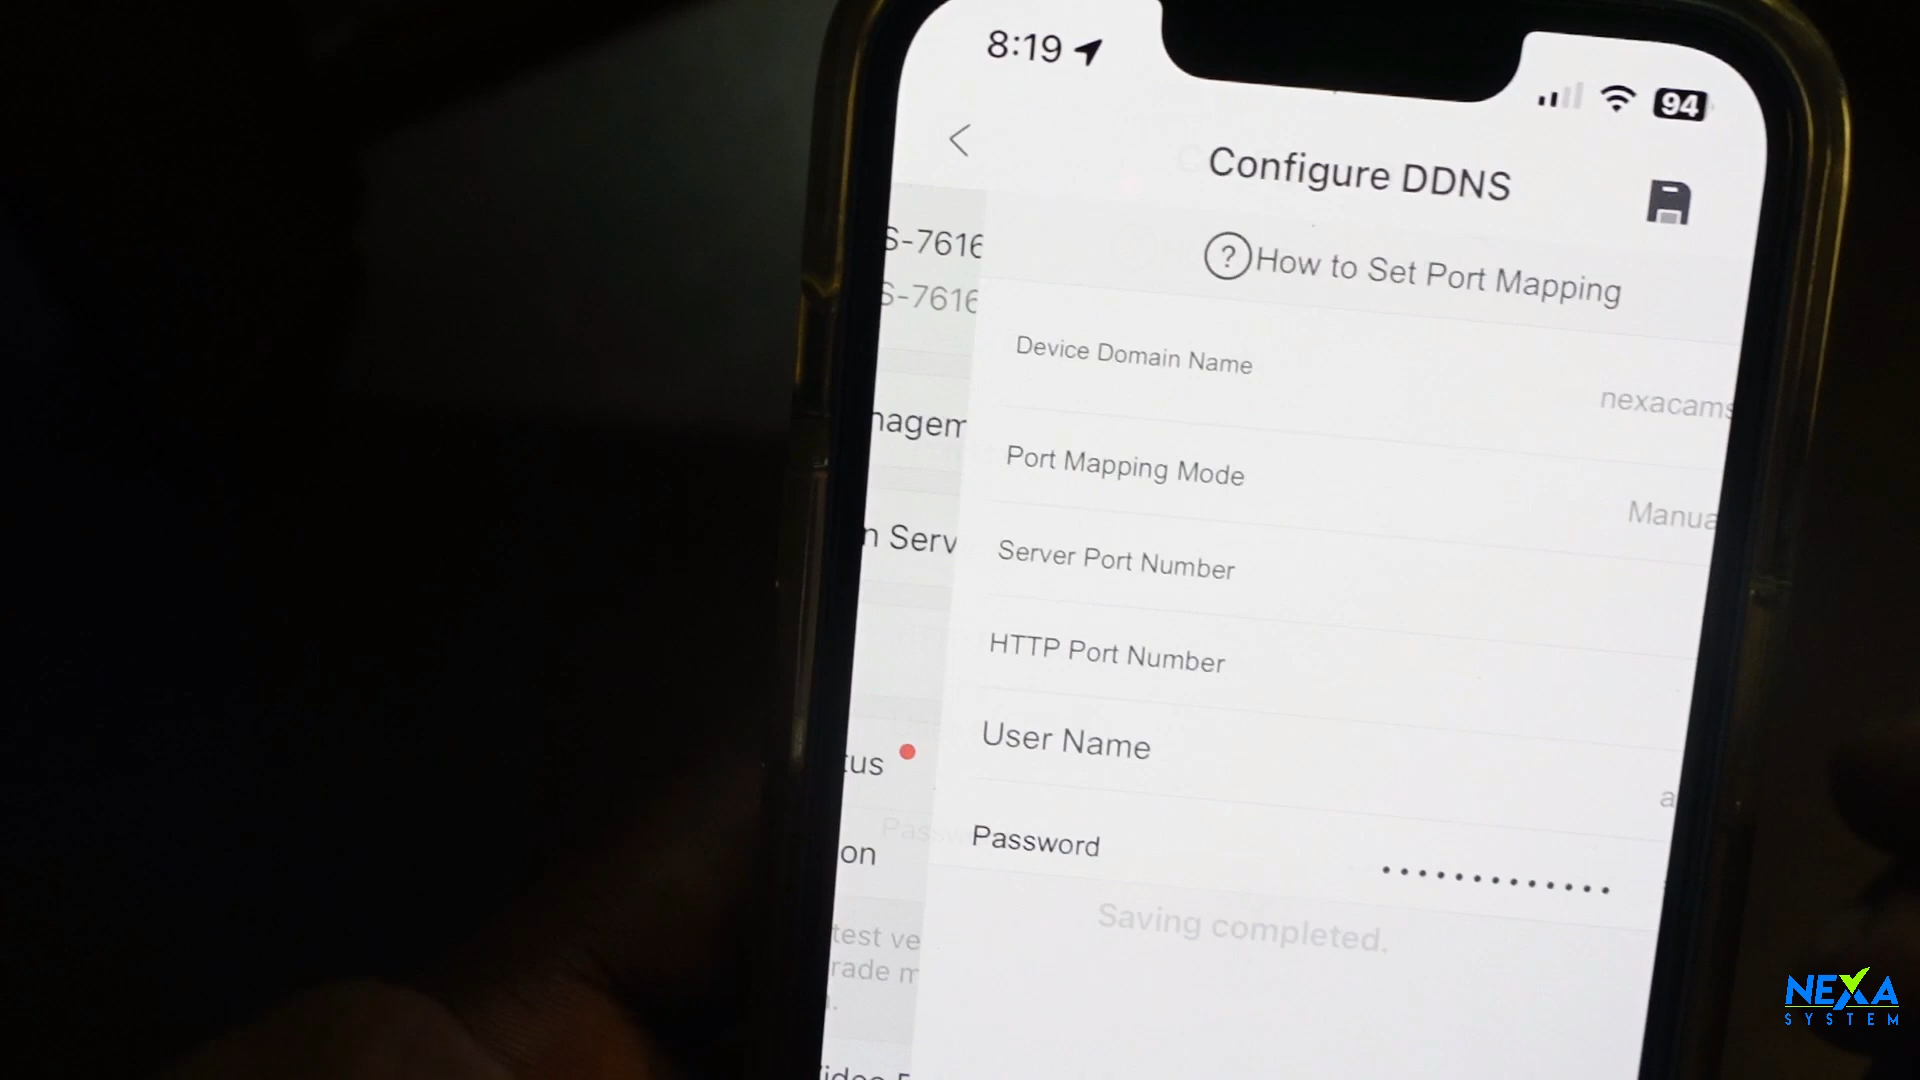 8:19
94
Configure DDNS
S-7616
?How to Set Port Mapping
S-7616
Device Domain Name
nexacams
nagem
Port Mapping Mode
Manua
n Serv
Server Port Number
HTTP Port Number
User Name
a
tus
Password
on
Saving completed.
test ve
rade m
NEXA
SYSTEM